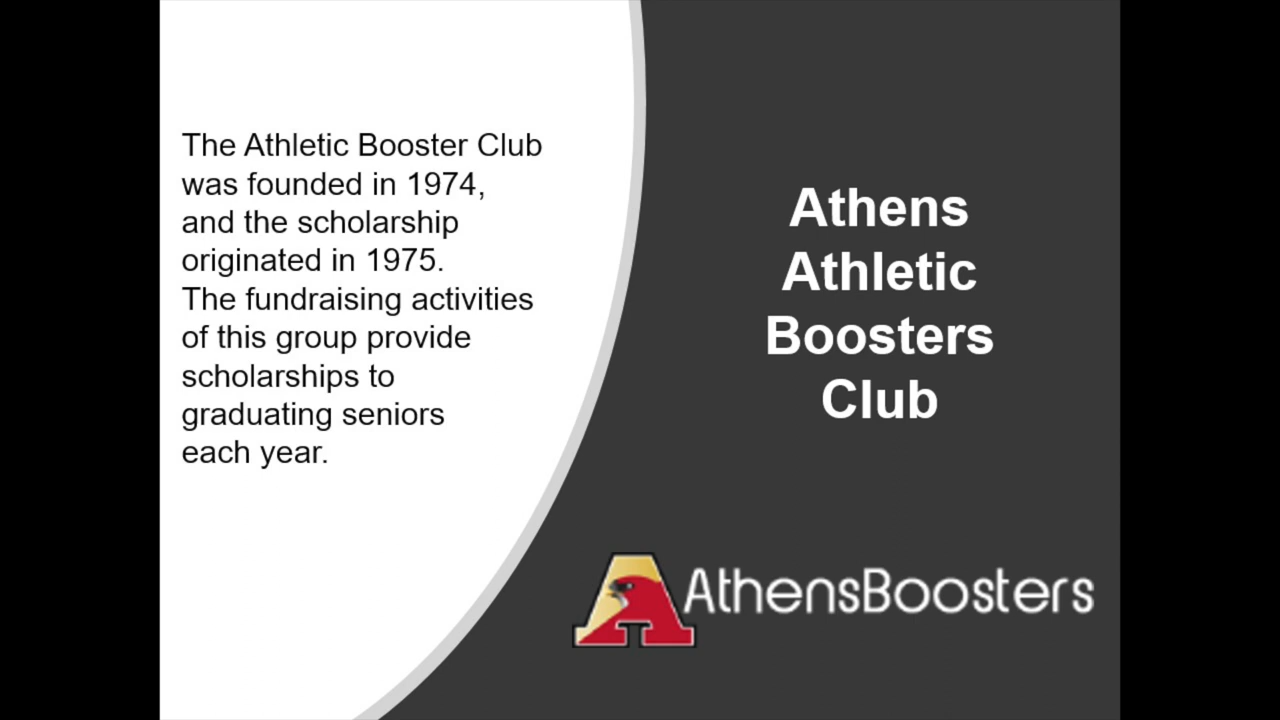 The Athletic Booster Club
was founded in 1974,
and the scholarship
originated in 1975.
The fundraising activities
of this group provide
scholarships to
graduating seniors
each year.
Athens
Athletic
Boosters
Club
A AthensBoosters